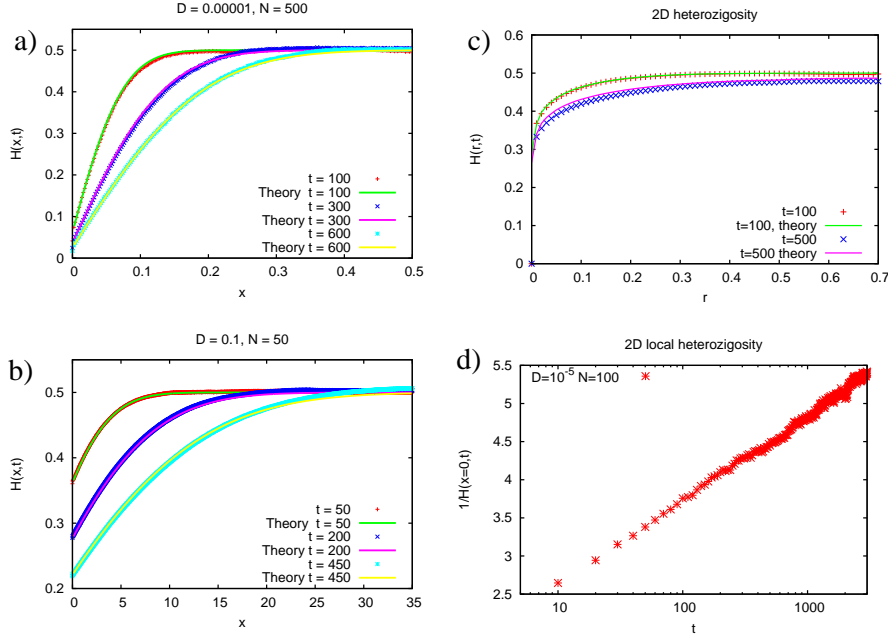 a)
D = 0.00001, N = 500
H(x,t)
0.5
0.4
0.3
0.2
0.1
0
0 0.1 0.2 0.3 0.4 0.5
x
t = 100
Theory t = 100
t = 300
Theory t = 300
t = 600
Theory t = 600
c)
2D heterozigosity
H(r,t)
0.6
0.5
0.4
0.3
0.2
0.1
0
0 0.1 0.2 0.3 0.4 0.5 0.6 0.7
r
t=100
t=100, theory
t=500
t=500 theory
b)
D = 0.1, N = 50
H(x,t)
0.5
0.4
0.3
0.2
0 5 10 15 20 25 30 35
x
t = 50
Theory t = 50
t = 200
Theory t = 200
t = 450
Theory t = 450
d)
2D local heterozigosity
1/H(x=0,t)
5.5
5
4.5
4
3.5
3
2.5
10 100 1000
t
D=10⁻⁵ N=100